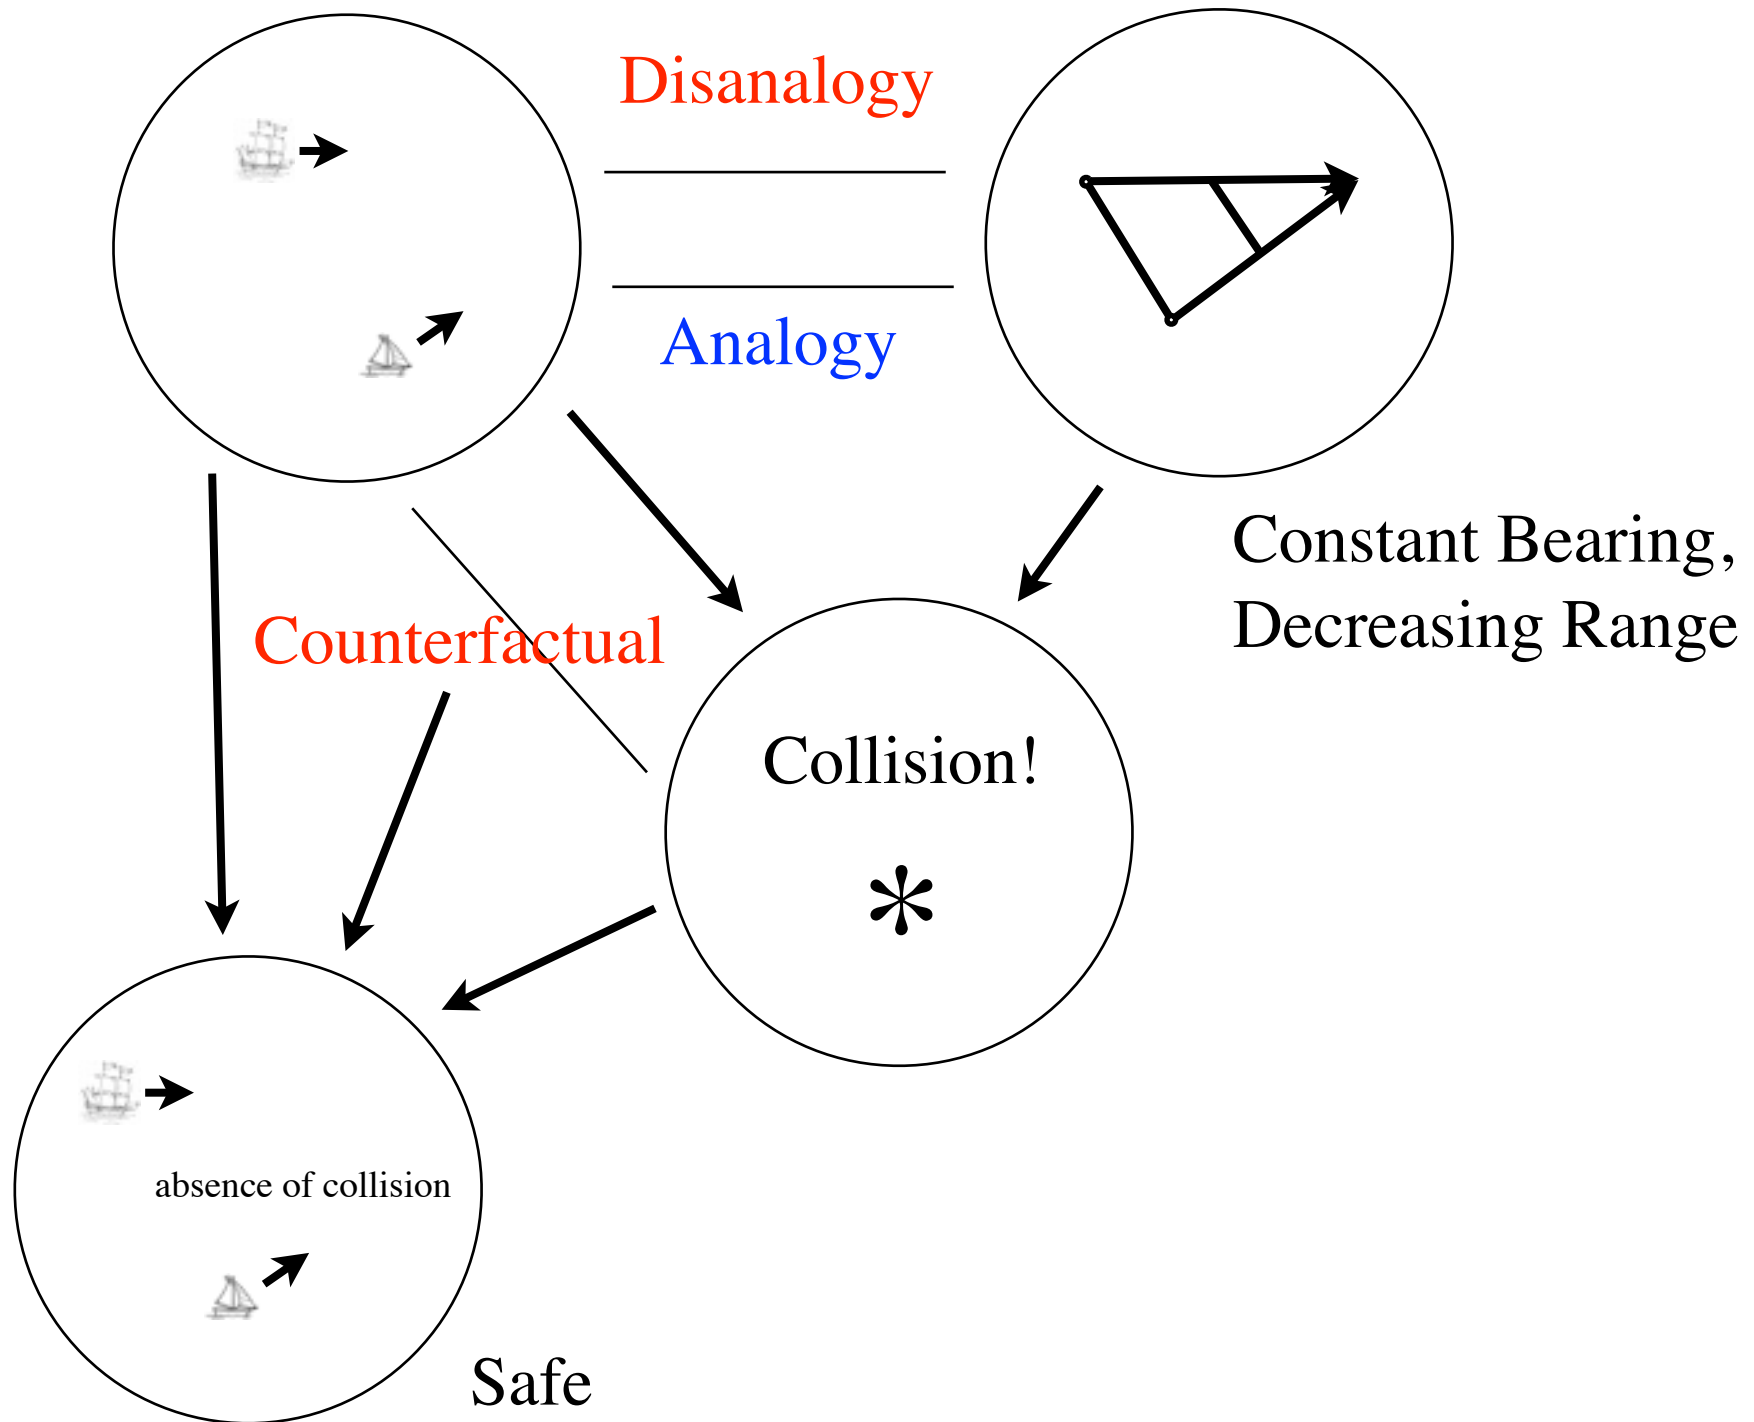 Disanalogy
Analogy
Constant Bearing,
Decreasing Range
Counterfactual
Collision!
*
absence of collision
Safe